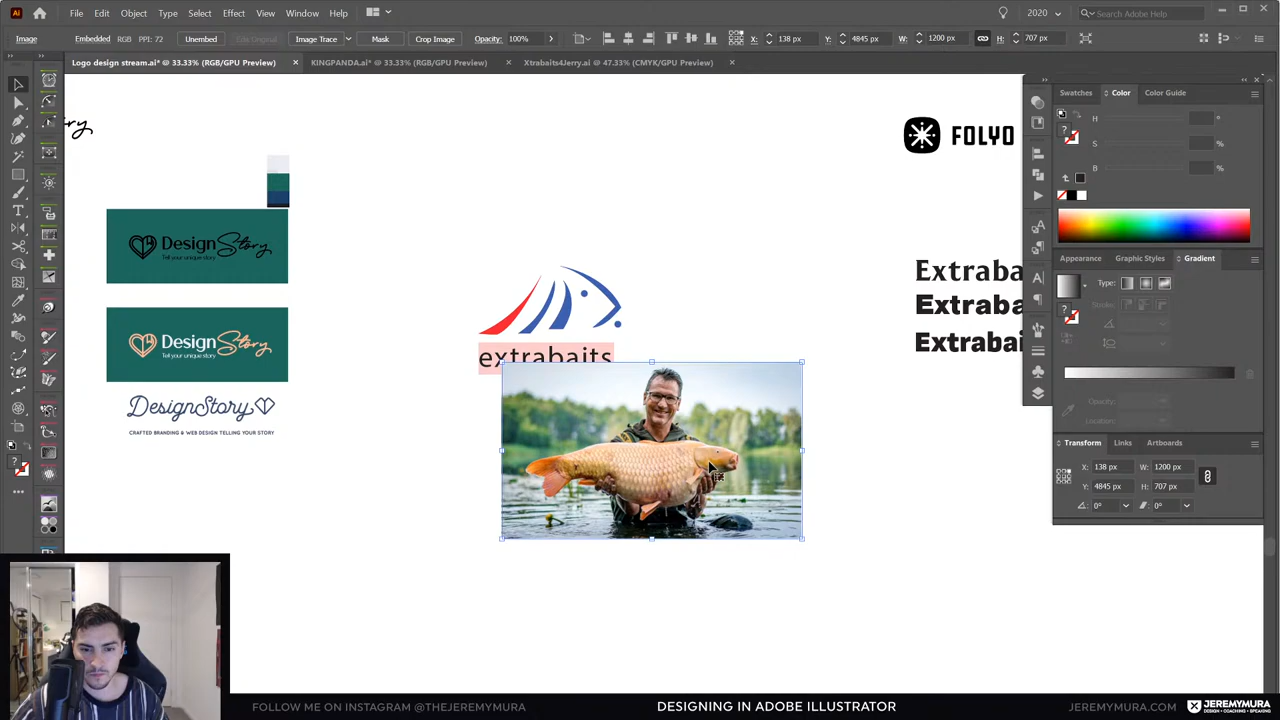 Ai File Edit Object Type Select Effect View Window Help 2020 Search Adobe Help
Image Embedded RGB PPI: 72 Unembed Edit Original Image Trace Mask Crop Image Opacity: 100% X: 138 px Y: 4845 px W: 1200 px H: 707 px
Logo design stream.ai* @ 33.33% (RGB/GPU Preview) × KINGPANDA.ai* @ 33.33% (RGB/GPU Preview) × Xtrabaits4Jerry.ai @ 47.33% (CMYK/GPU Preview) ×
Swatches Color Color Guide
H °
S %
B %
ry
FOLYO
DesignStory
Tell your unique story
DesignStory
Tell your unique story
DesignStory
CRAFTED BRANDING & WEB DESIGN TELLING YOUR STORY
extrabaits
Extraba
Extraba
Extrabai
Appearance Graphic Styles Gradient
Type:
Stroke:
Opacity:
Location:
Transform Links Artboards
X: 138 px W: 1200 px
Y: 4845 px H: 707 px
0° 0°
FOLLOW ME ON INSTAGRAM @THEJEREMYMURA DESIGNING IN ADOBE ILLUSTRATOR JEREMYMURA.COM JEREMYMURA
DESIGN • COACHING • SPEAKING